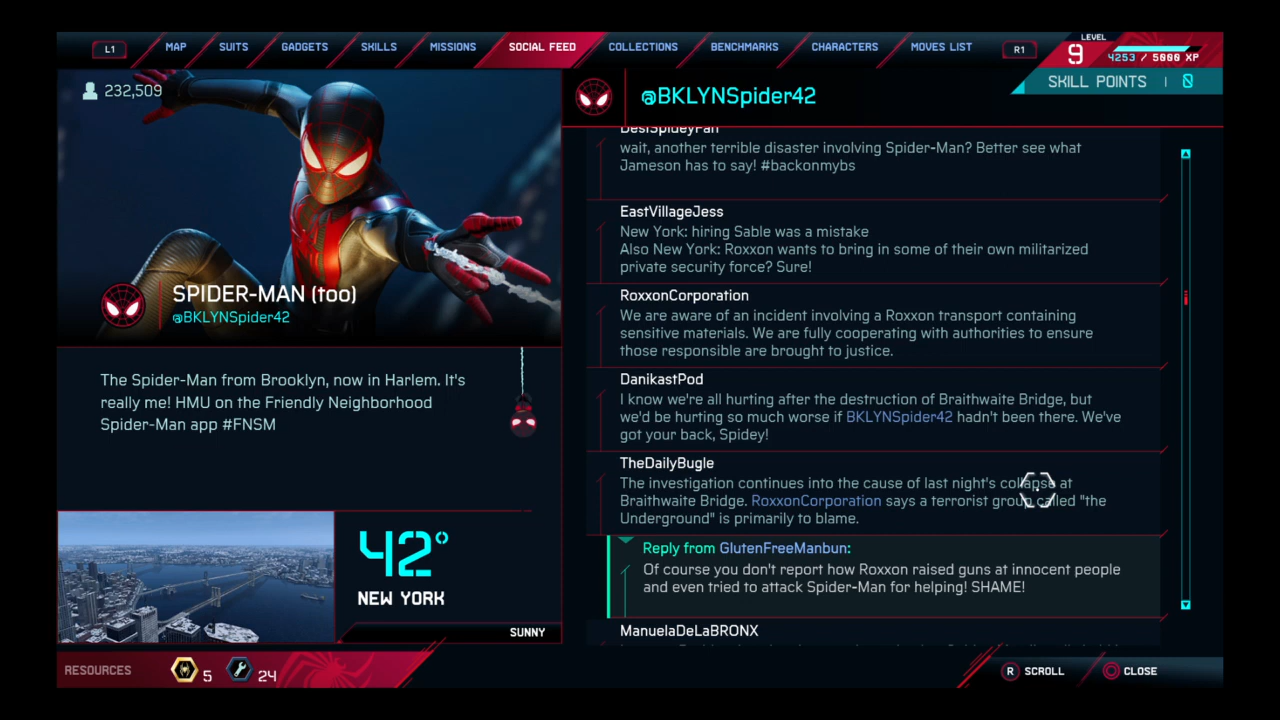 L1
MAP
SUITS
GADGETS
SKILLS
MISSIONS
SOCIAL FEED
COLLECTIONS
BENCHMARKS
CHARACTERS
MOVES LIST
R1
LEVEL
9
4253 / 5000 XP
SKILL POINTS | 0
232,509
@BKLYNSpider42
SPIDER-MAN (too)
@BKLYNSpider42
The Spider-Man from Brooklyn, now in Harlem. It's
really me! HMU on the Friendly Neighborhood
Spider-Man app #FNSM
42°
NEW YORK
SUNNY
DesiSpideyFan
wait, another terrible disaster involving Spider-Man? Better see what
Jameson has to say! #backonmybs
EastVillageJess
New York: hiring Sable was a mistake
Also New York: Roxxon wants to bring in some of their own militarized
private security force? Sure!
RoxxonCorporation
We are aware of an incident involving a Roxxon transport containing
sensitive materials. We are fully cooperating with authorities to ensure
those responsible are brought to justice.
DanikastPod
I know we're all hurting after the destruction of Braithwaite Bridge, but
we'd be hurting so much worse if BKLYNSpider42 hadn't been there. We've
got your back, Spidey!
TheDailyBugle
The investigation continues into the cause of last night's collapse at
Braithwaite Bridge. RoxxonCorporation says a terrorist group called "the
Underground" is primarily to blame.
Reply from GlutenFreeManbun:
Of course you don't report how Roxxon raised guns at innocent people
and even tried to attack Spider-Man for helping! SHAME!
ManuelaDeLaBRONX
RESOURCES
5
24
R SCROLL
CLOSE